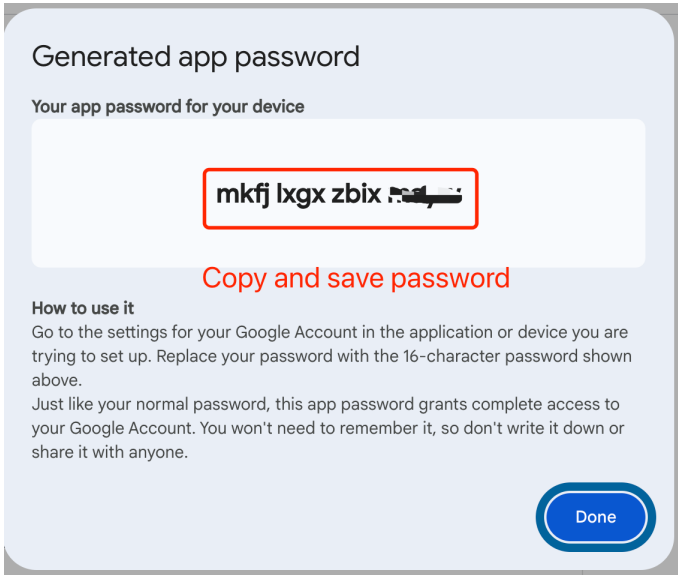 Generated app password
Your app password for your device
mkfj lxgx zbix
Copy and save password
How to use it
Go to the settings for your Google Account in the application or device you are
trying to set up. Replace your password with the 16-character password shown
above.
Just like your normal password, this app password grants complete access to
your Google Account. You won't need to remember it, so don't write it down or
share it with anyone.
Done